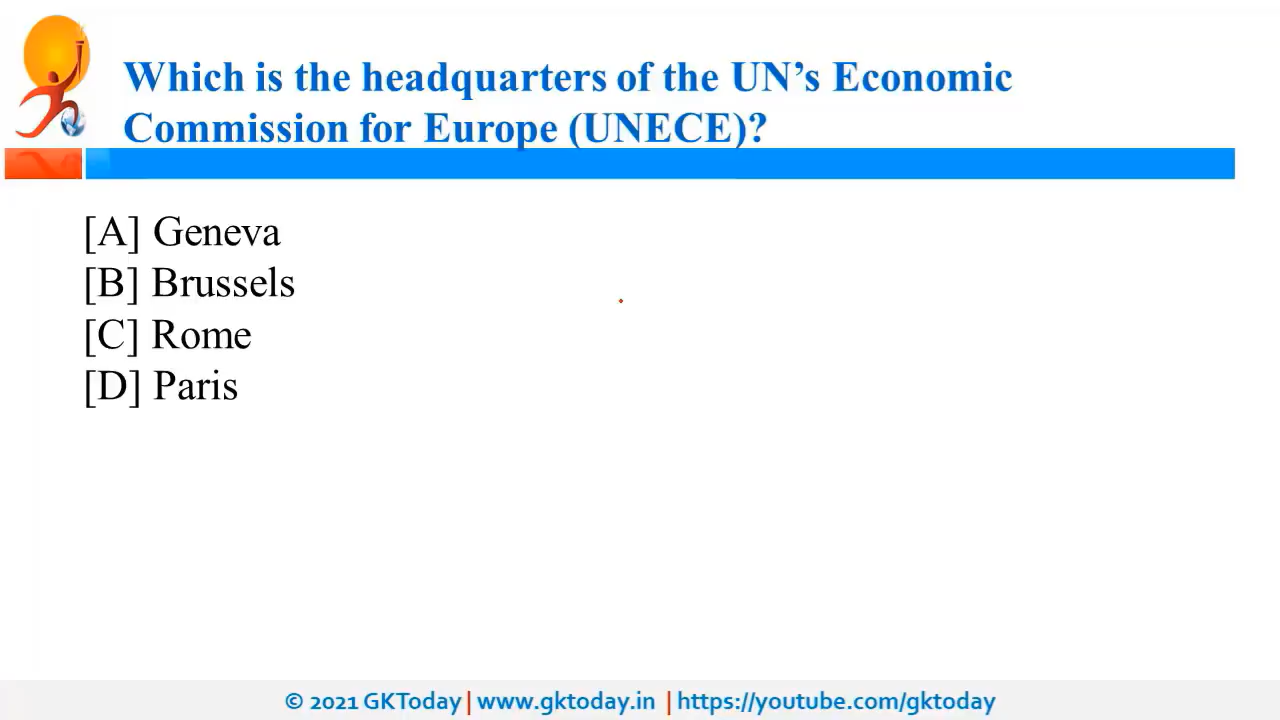 Which is the headquarters of the UN’s Economic
Commission for Europe (UNECE)?
[A] Geneva
[B] Brussels
[C] Rome
[D] Paris
© 2021 GKToday | www.gktoday.in | https://youtube.com/gktoday